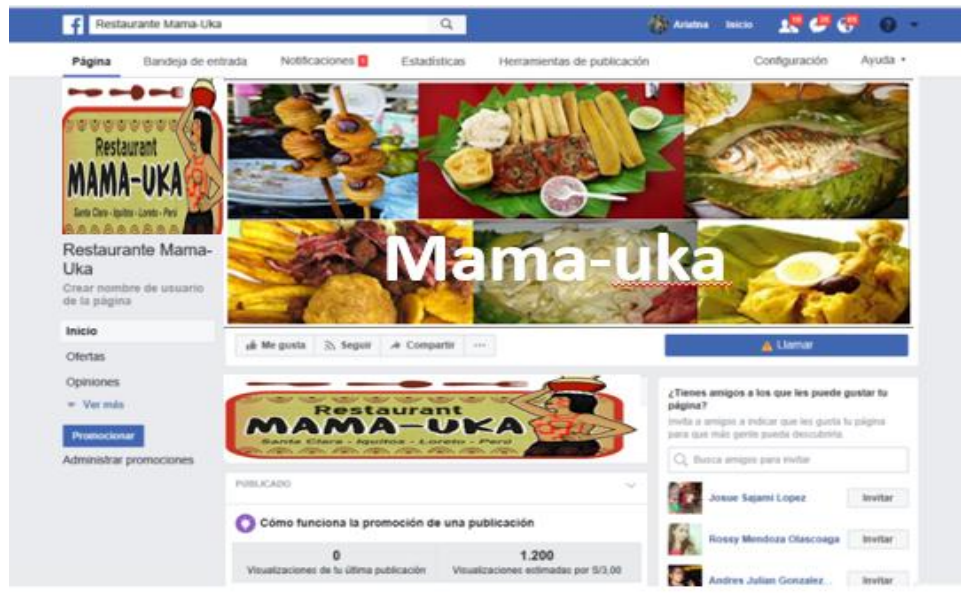 Restaurante Mama-Uka
Ariatna
Inicio
Página
Bandeja de entrada
Notificaciones
Estadísticas
Herramientas de publicación
Configuración
Ayuda
Restaurant
MAMA-UKA
Santa Clara - Iquitos - Loreto - Perú
Mama-uka
Restaurante Mama-
Uka
Crear nombre de usuario
de la página
Inicio
Ofertas
Opiniones
Ver más
Promocionar
Administrar promociones
Me gusta
Seguir
Compartir
Llamar
Restaurant
MAMA-UKA
Santa Clara - Iquitos - Loreto - Perú
PUBLICADO
Cómo funciona la promoción de una publicación
0
Visualizaciones de tu última publicación
1.200
Visualizaciones estimadas por S/3,00
¿Tienes amigos a los que les puede gustar tu
página?
Invita a amigos a indicar que les gusta tu página
para que más gente pueda descubrirla
Busca amigos para invitar
Josue Sajami Lopez
Invitar
Rossy Mendoza Olascoaga
Invitar
Andres Julian Gonzalez...
Invitar